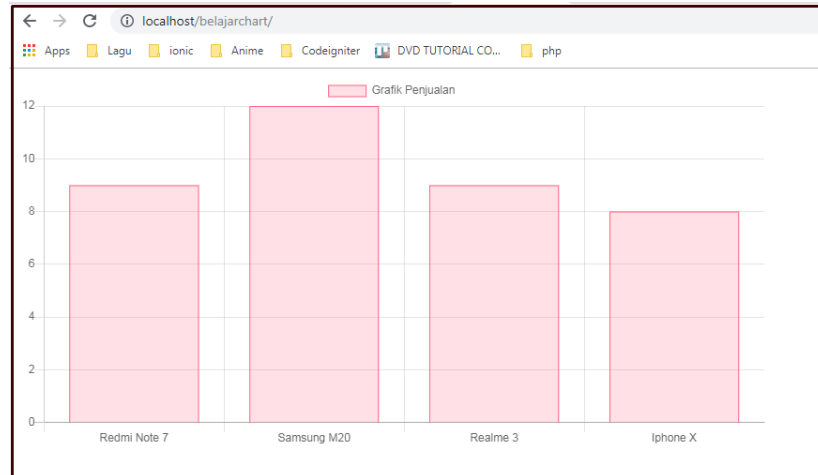 localhost/belajarchart/
Apps Lagu ionic Anime Codeigniter DVD TUTORIAL CO... php
Grafik Penjualan
12
10
8
6
4
2
0
Redmi Note 7 Samsung M20 Realme 3 Iphone X